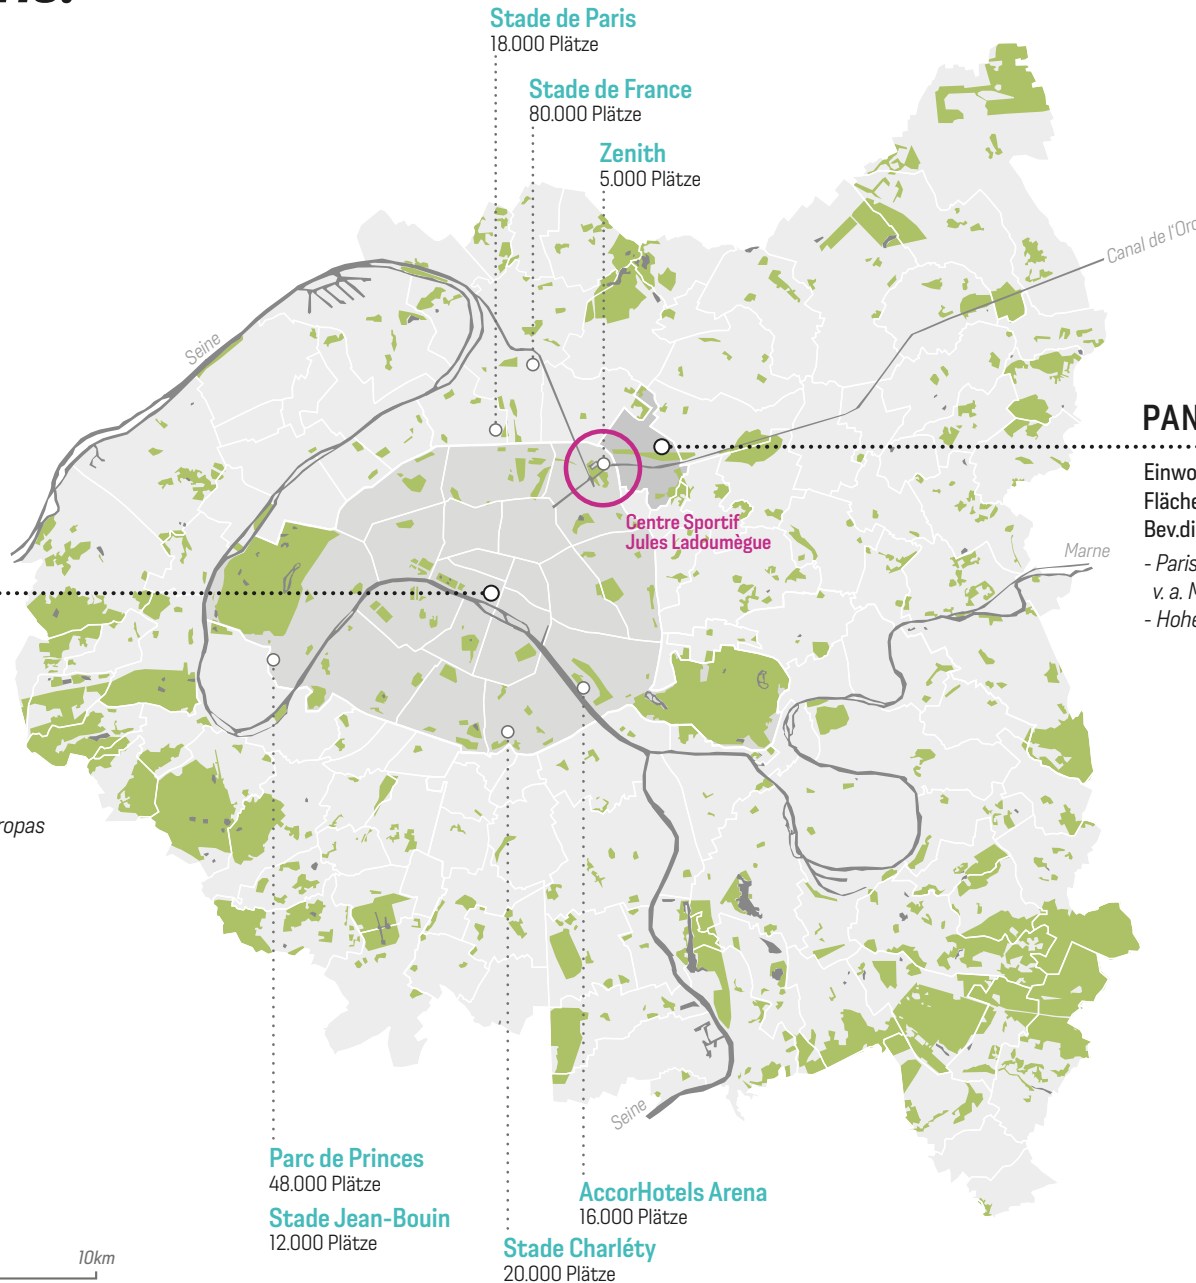 Stade de Paris
18.000 Plätze
Stade de France
80.000 Plätze
Zenith
5.000 Plätze
Canal de l'Ourc
Seine
PAN
Einwo
Fläche
Bev.di
- Paris
v. a. M
- Hohe
Centre Sportif
Jules Ladoumègue
Marne
ropas
Seine
Parc de Princes
48.000 Plätze
Stade Jean-Bouin
12.000 Plätze
AccorHotels Arena
16.000 Plätze
Stade Charléty
20.000 Plätze
10km